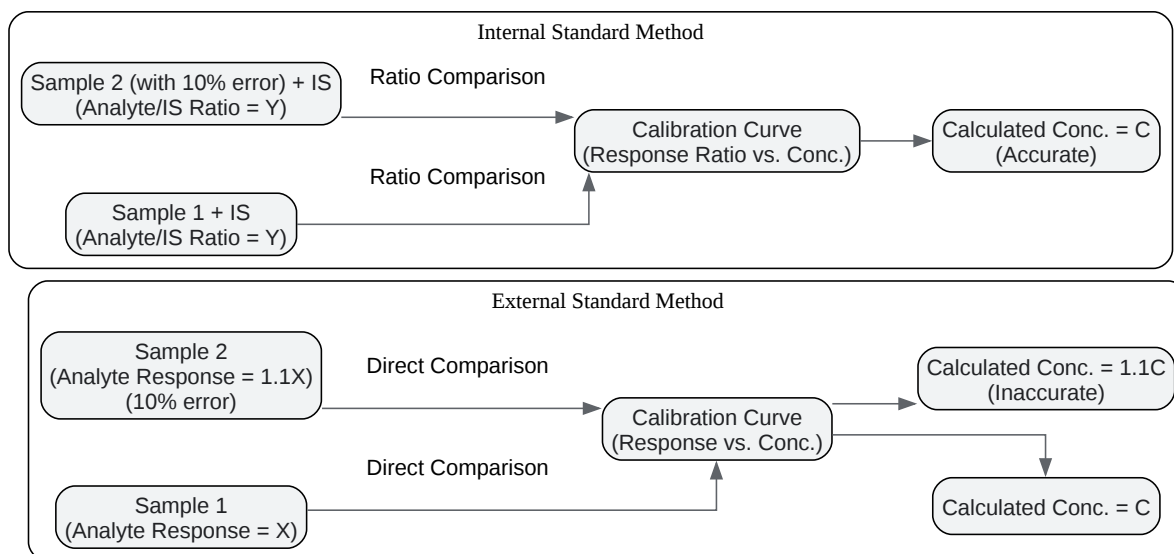 Internal Standard Method
Sample 2 (with 10% error) + IS
(Analyte/IS Ratio = Y)
Ratio Comparison
Calibration Curve
(Response Ratio vs. Conc.)
Calculated Conc. = C
(Accurate)
Ratio Comparison
Sample 1 + IS
(Analyte/IS Ratio = Y)
External Standard Method
Sample 2
(Analyte Response = 1.1X)
(10% error)
Direct Comparison
Calculated Conc. = 1.1C
(Inaccurate)
Calibration Curve
(Response vs. Conc.)
Direct Comparison
Sample 1
(Analyte Response = X)
Calculated Conc. = C